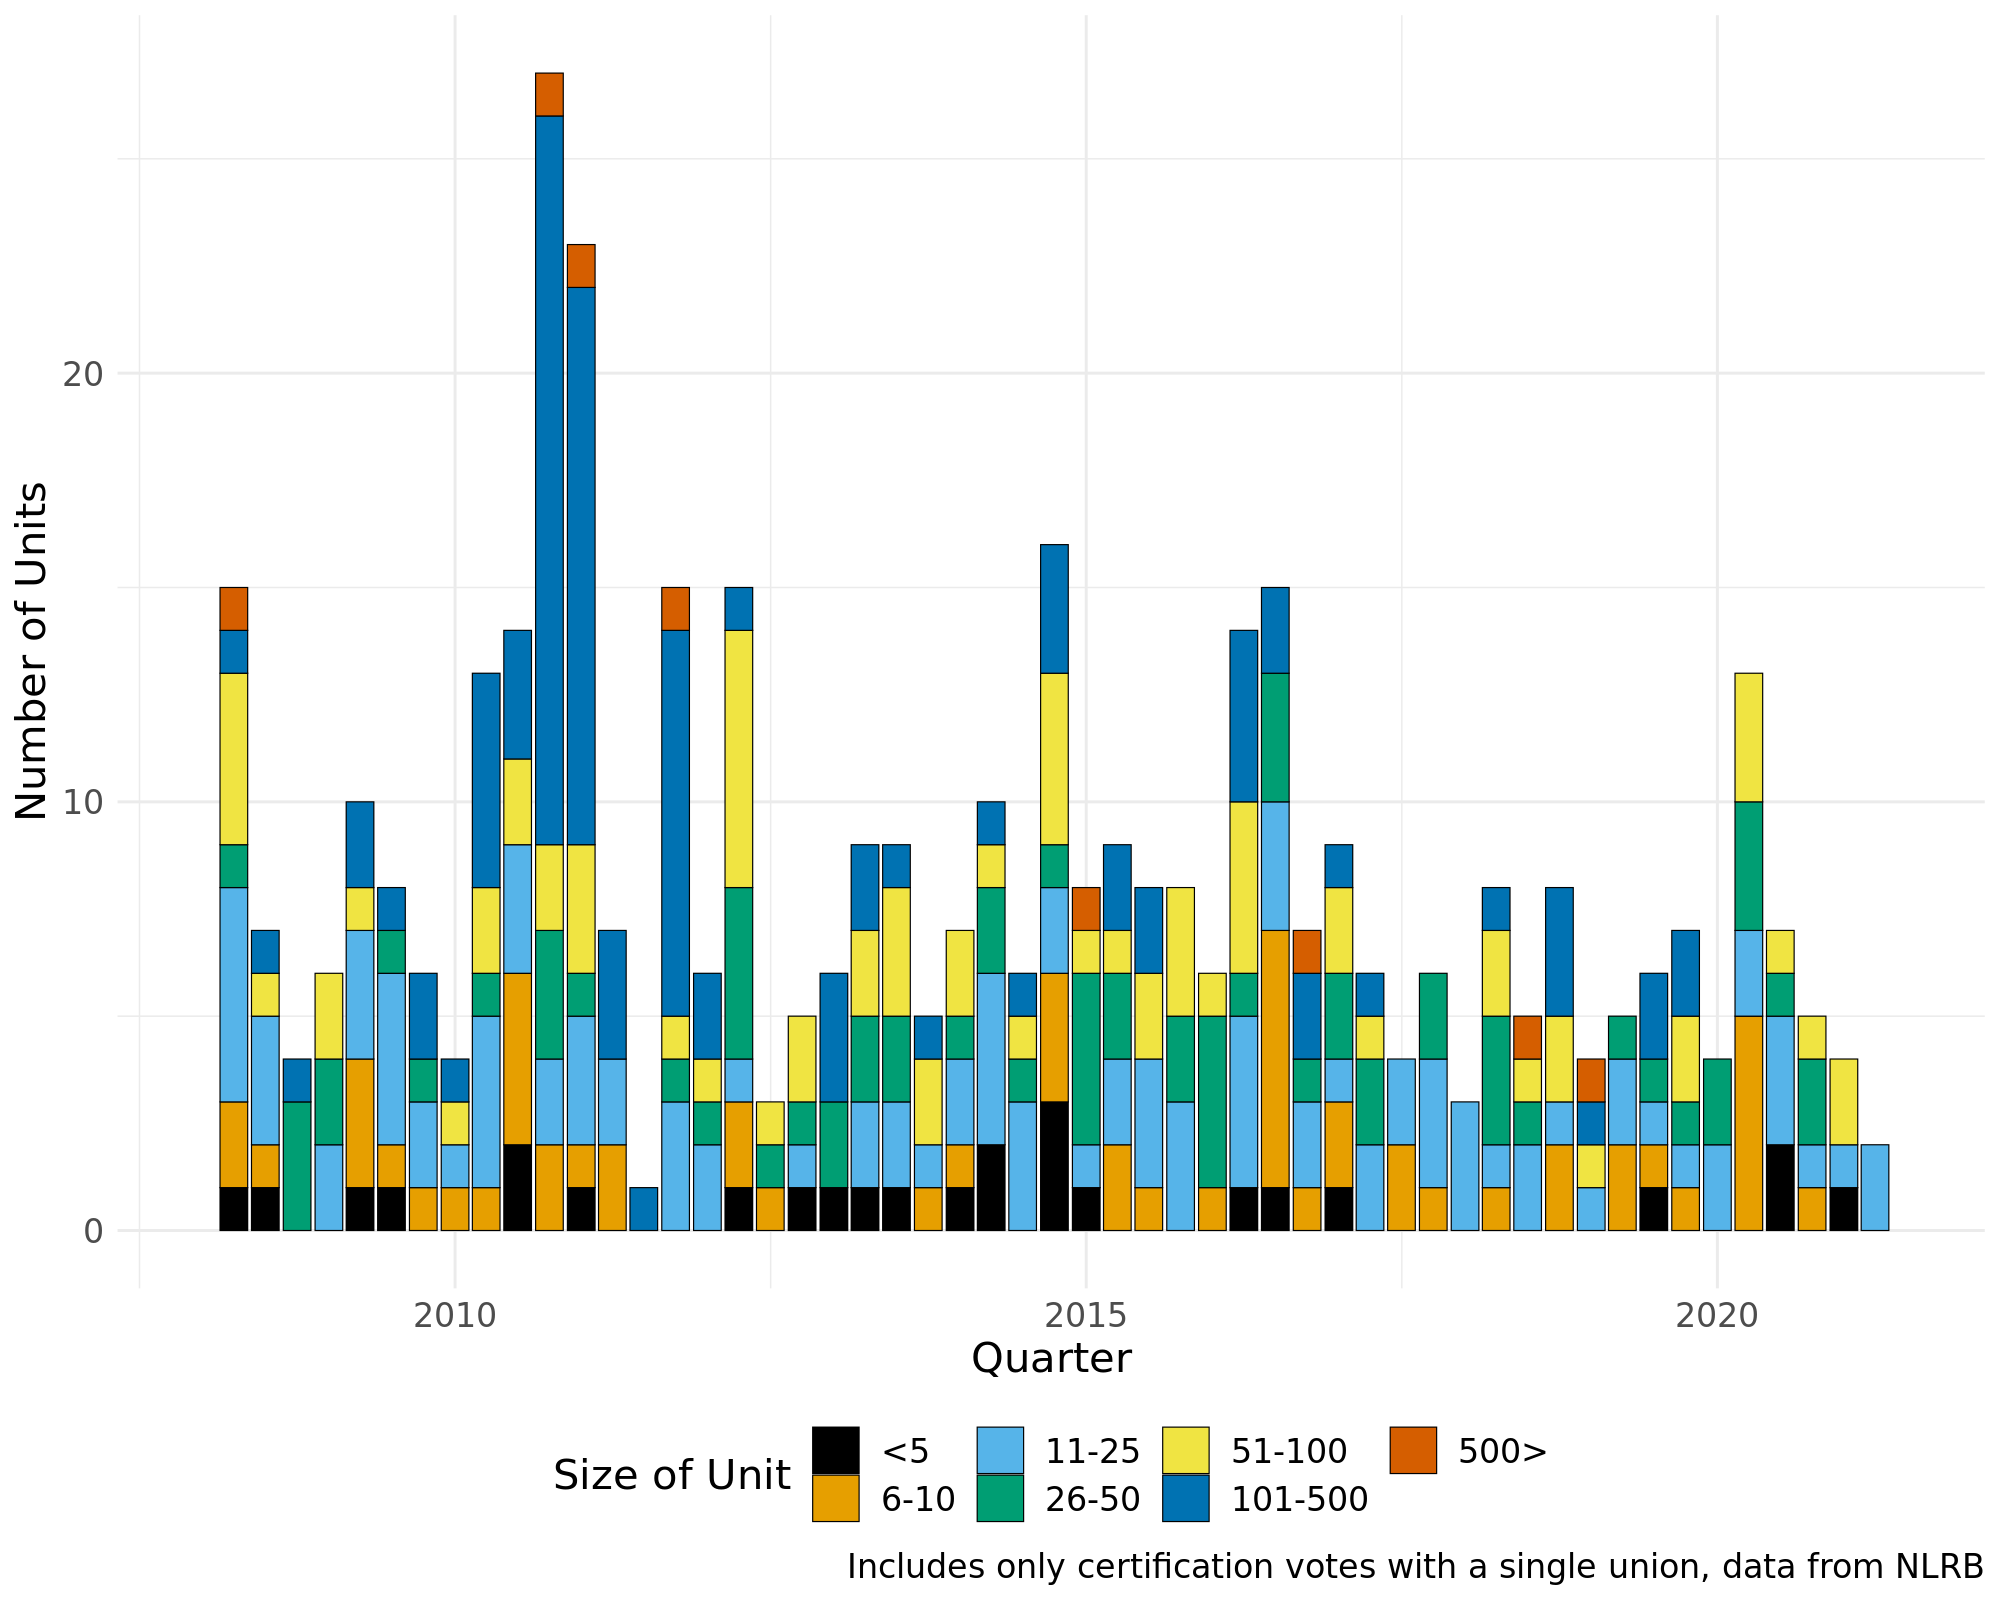 Number of Units
20
10
0
2010 2015 2020
Quarter
Size of Unit
<5 11-25 51-100 500>
6-10 26-50 101-500
Includes only certification votes with a single union, data from NLRB